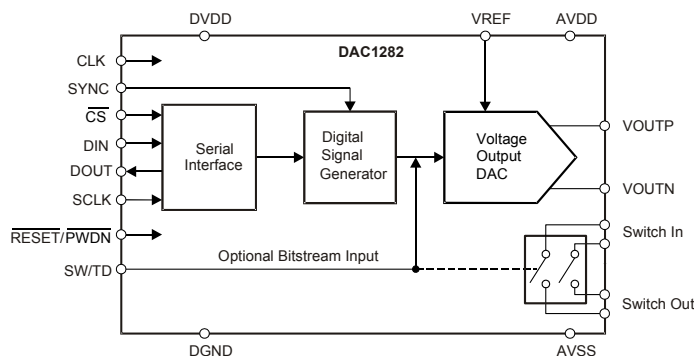 DVDD
VREF
AVDD
DAC1282
CLK
SYNC
CS
DIN
DOUT
SCLK
RESET/PWDN
SW/TD
Serial
Interface
Digital
Signal
Generator
Voltage
Output
DAC
VOUTP
VOUTN
Switch In
Optional Bitstream Input
Switch Out
DGND
AVSS